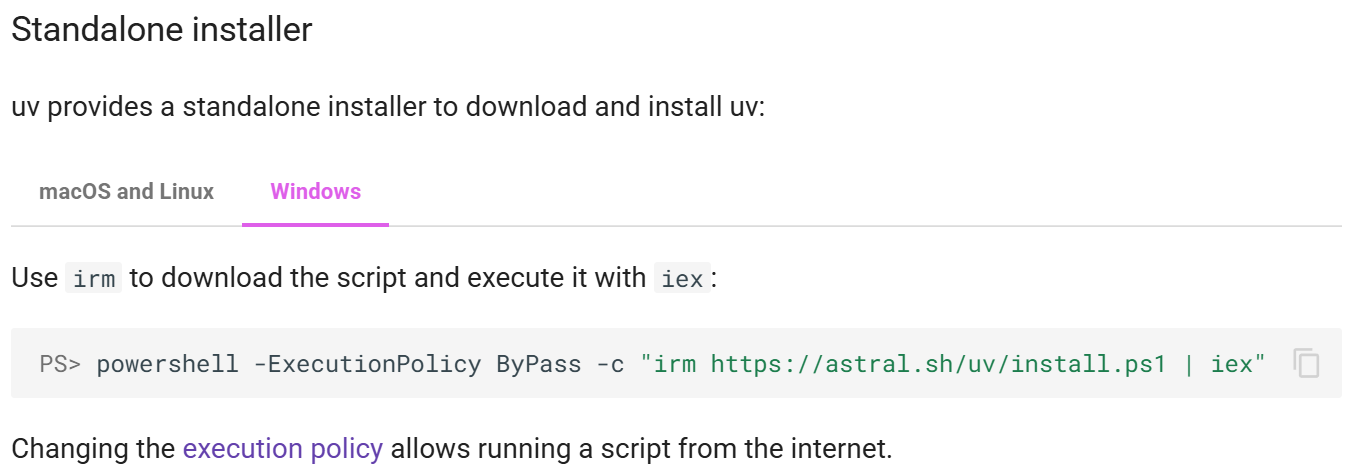 Standalone installer
uv provides a standalone installer to download and install uv:
macOS and Linux Windows
Use irm to download the script and execute it with iex:
PS> powershell -ExecutionPolicy ByPass -c "irm https://astral.sh/uv/install.ps1 | iex"
Changing the execution policy allows running a script from the internet.